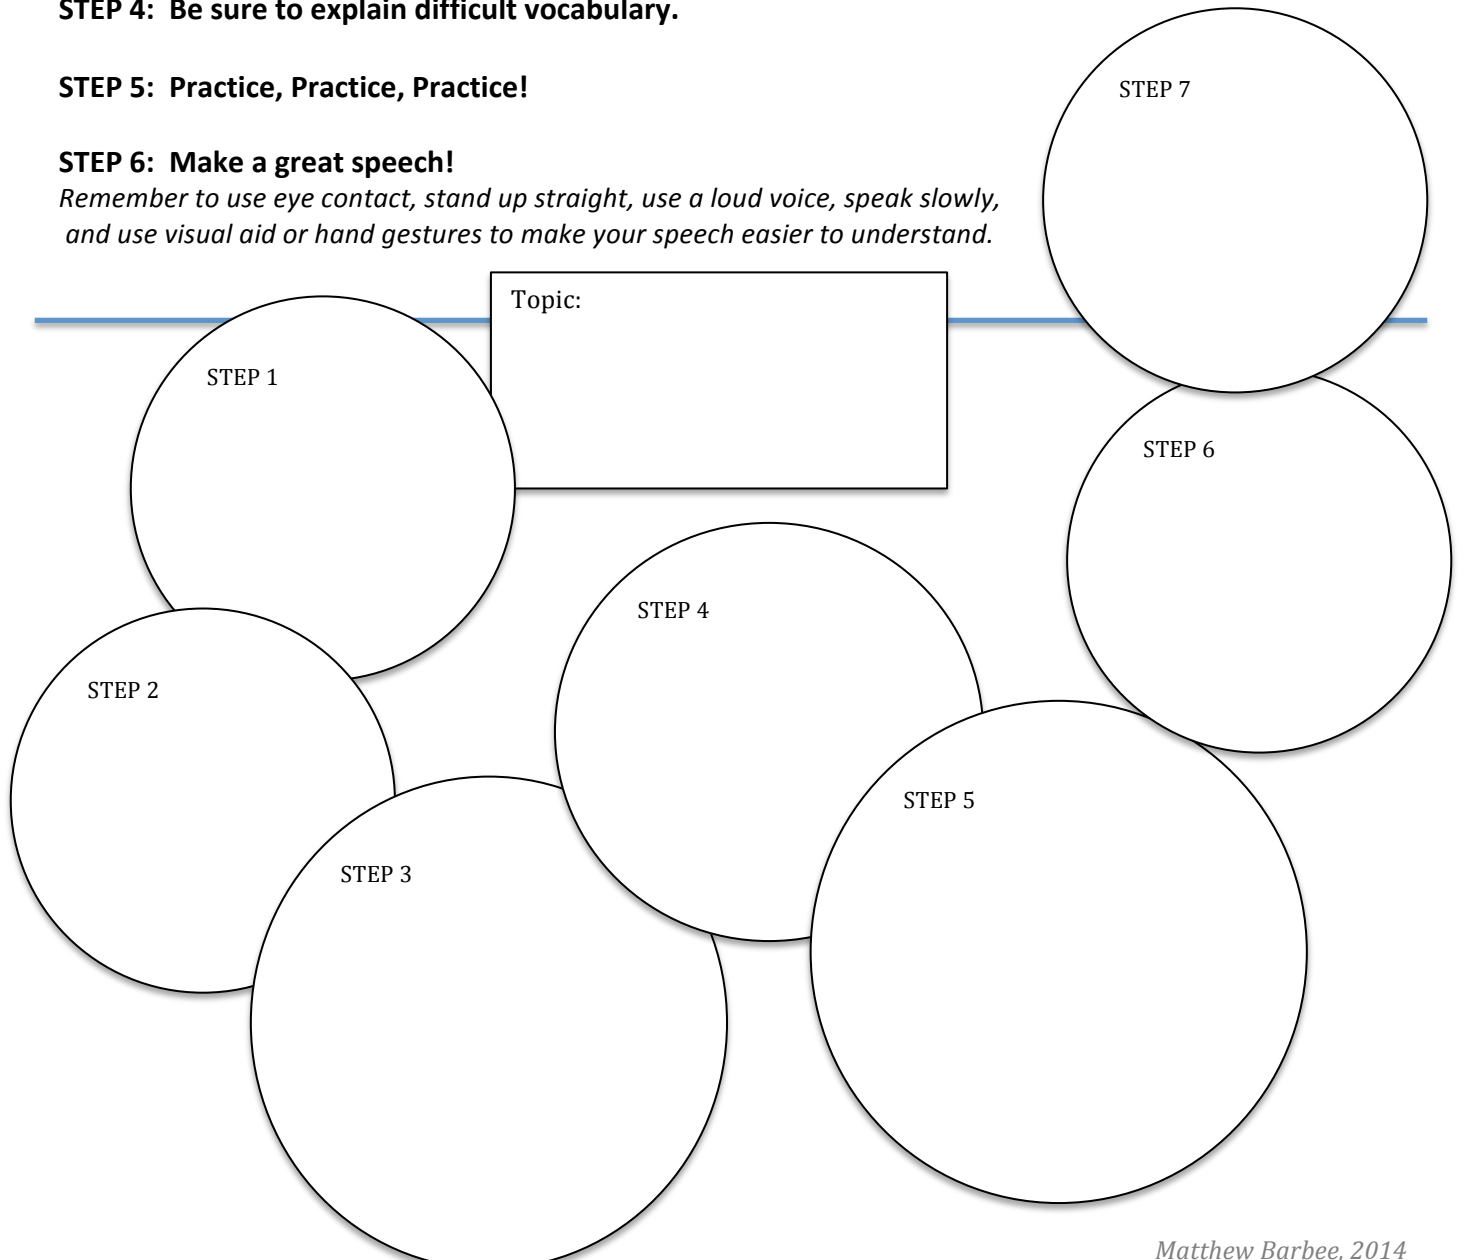 STEP 4: Be sure to explain difficult vocabulary.
STEP 5: Practice, Practice, Practice!
STEP 6: Make a great speech!
Remember to use eye contact, stand up straight, use a loud voice, speak slowly,
and use visual aid or hand gestures to make your speech easier to understand.
STEP 7
Topic:
STEP 1
STEP 6
STEP 4
STEP 2
STEP 5
STEP 3
Matthew Barbee, 2014